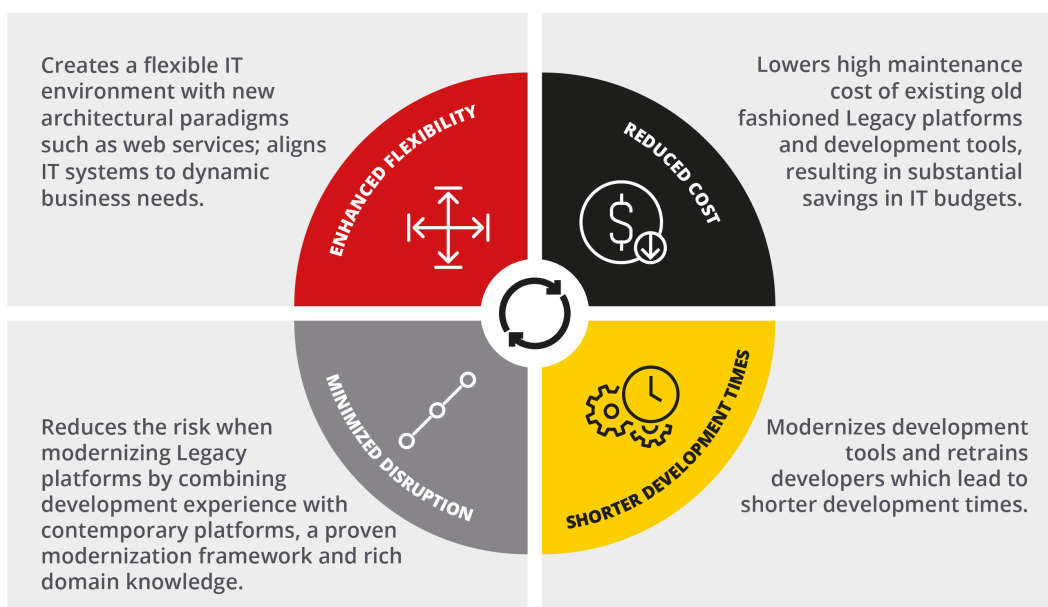 Creates a flexible IT
environment with new
architectural paradigms
such as web services; aligns
IT systems to dynamic
business needs.
ENHANCED FLEXIBILITY
REDUCED COST
$
Lowers high maintenance
cost of existing old
fashioned Legacy platforms
and development tools,
resulting in substantial
savings in IT budgets.
Reduces the risk when
modernizing Legacy
platforms by combining
development experience with
contemporary platforms, a proven
modernization framework and rich
domain knowledge.
MINIMIZED DISRUPTION
SHORTER DEVELOPMENT TIMES
Modernizes development
tools and retrains
developers which lead to
shorter development times.